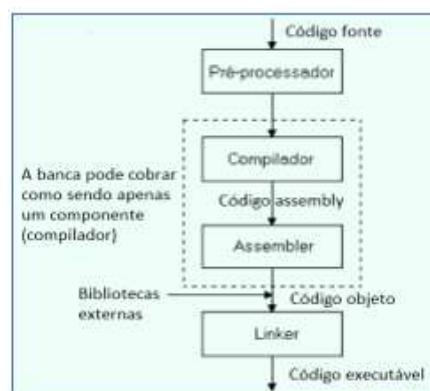 Código fonte
Pré-processador
Compilador
A banca pode cobrar
como sendo apenas
um componente
(compilador)
Código assembly
Assembler
Bibliotecas
externas
Código objeto
Linker
Código executável